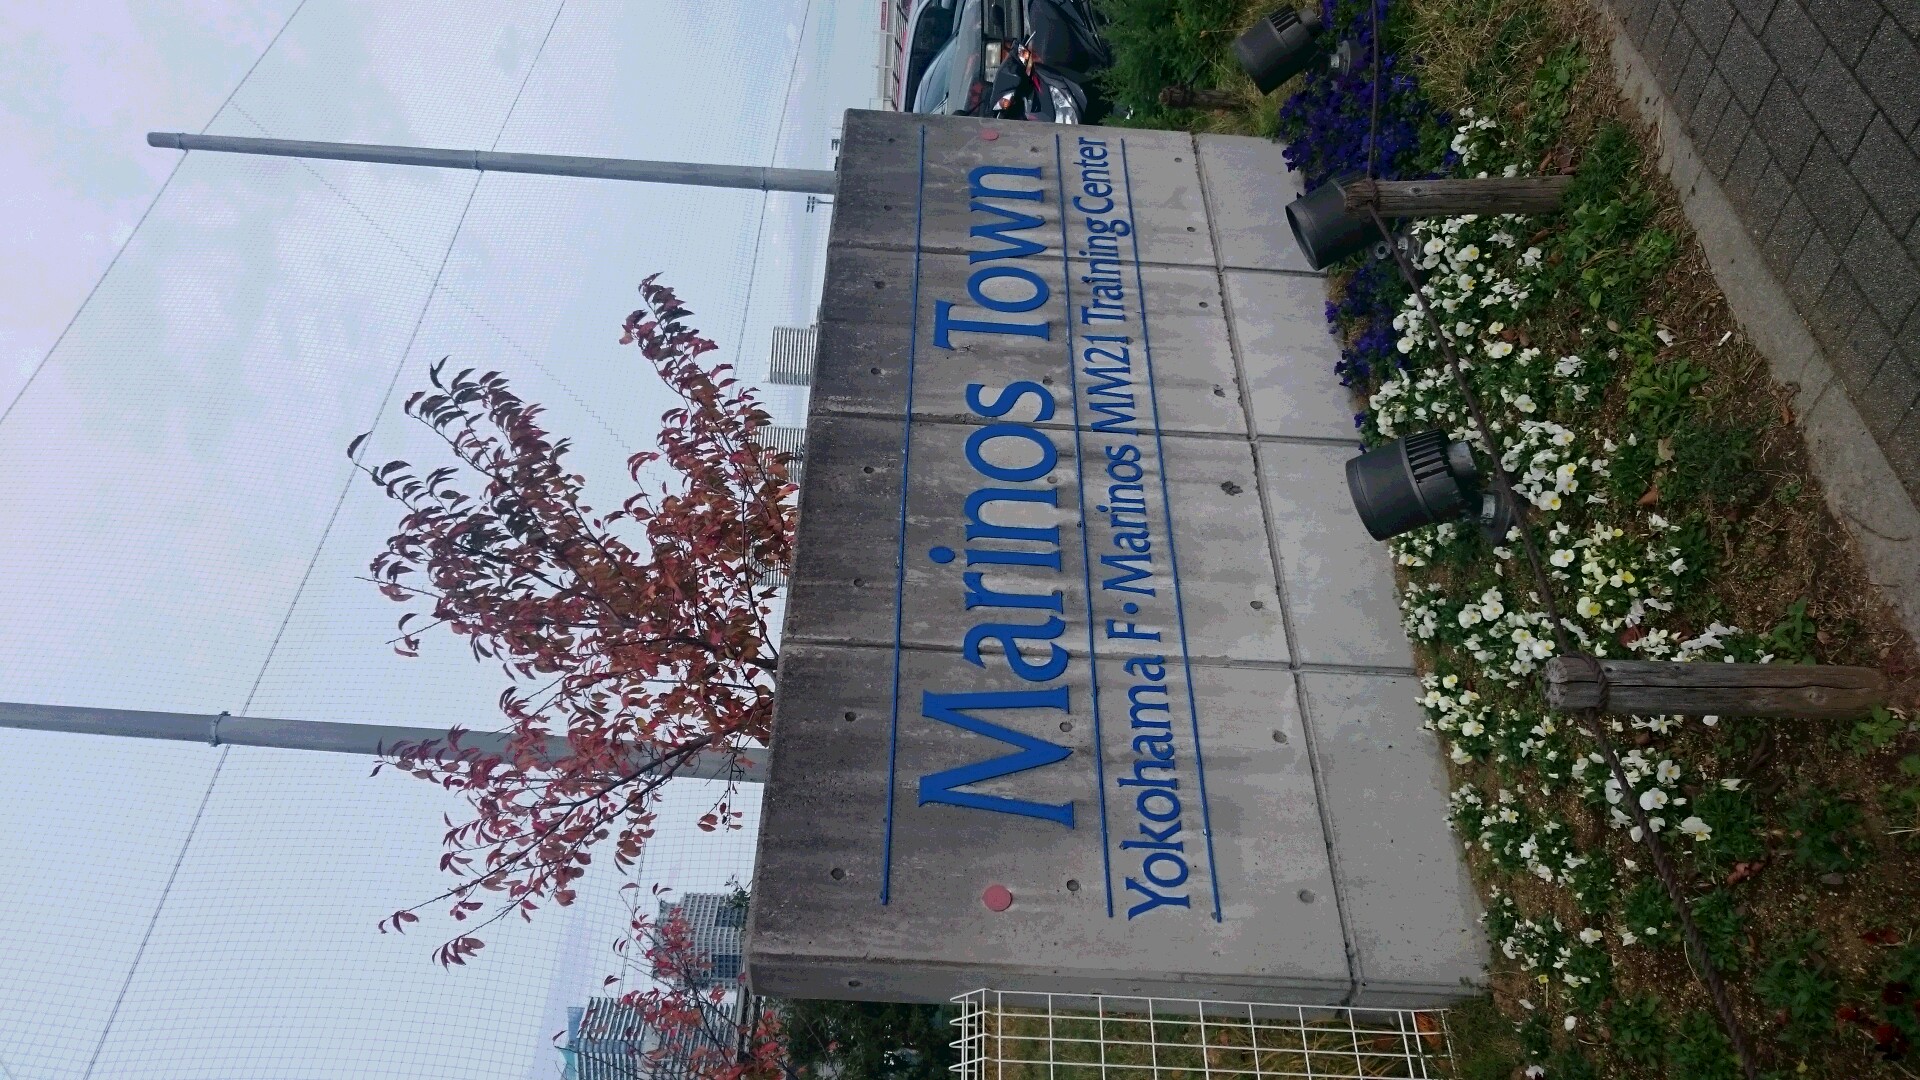 Marinos Town
Yokohama F・Marinos MM21 Training Center